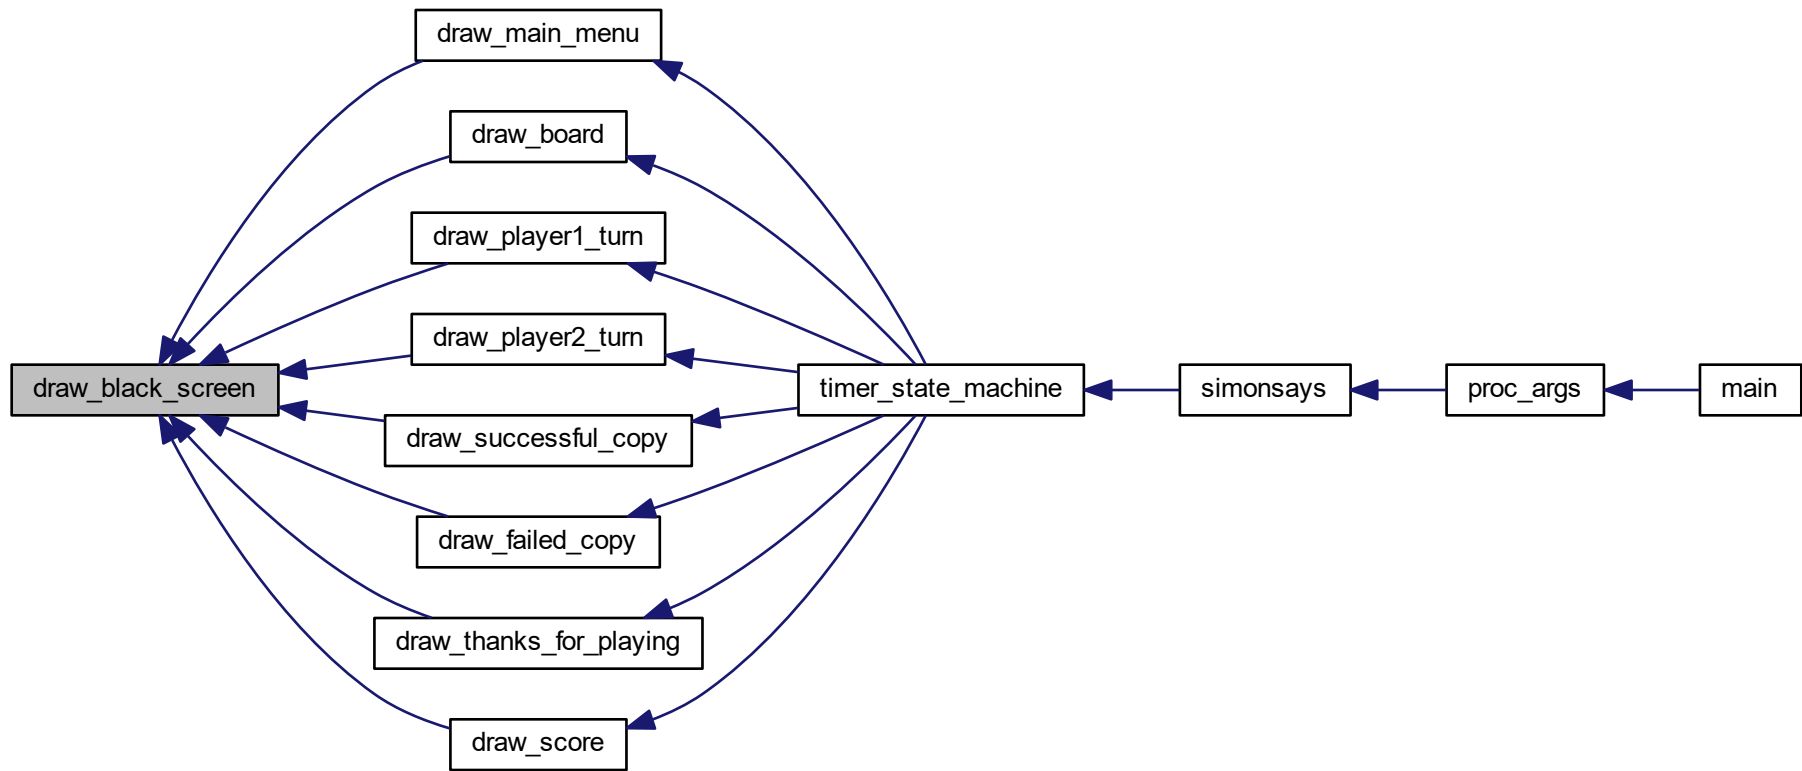 draw_main_menu
draw_board
draw_player1_turn
draw_player2_turn
draw_black_screen
timer_state_machine
simonsays
proc_args
main
draw_successful_copy
draw_failed_copy
draw_thanks_for_playing
draw_score